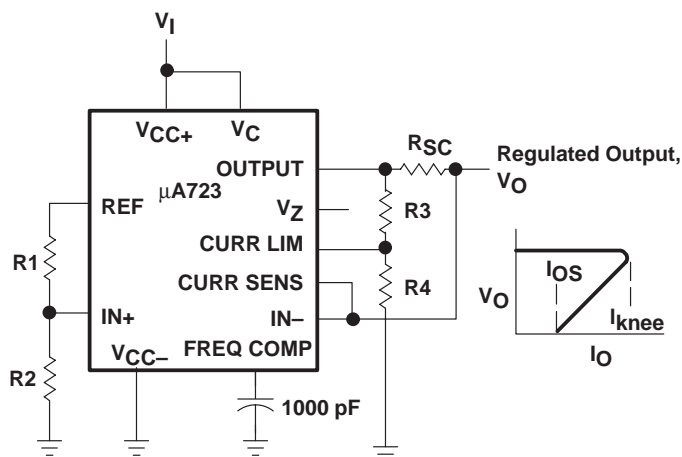 VI
VCC+
VC
OUTPUT
RSC
Regulated Output,
VO
μA723
REF
VZ
R3
R1
CURR LIM
CURR SENS
R4
IN+
IN–
VCC–
FREQ COMP
R2
1000 pF
IOS
VO
Iknee
IO